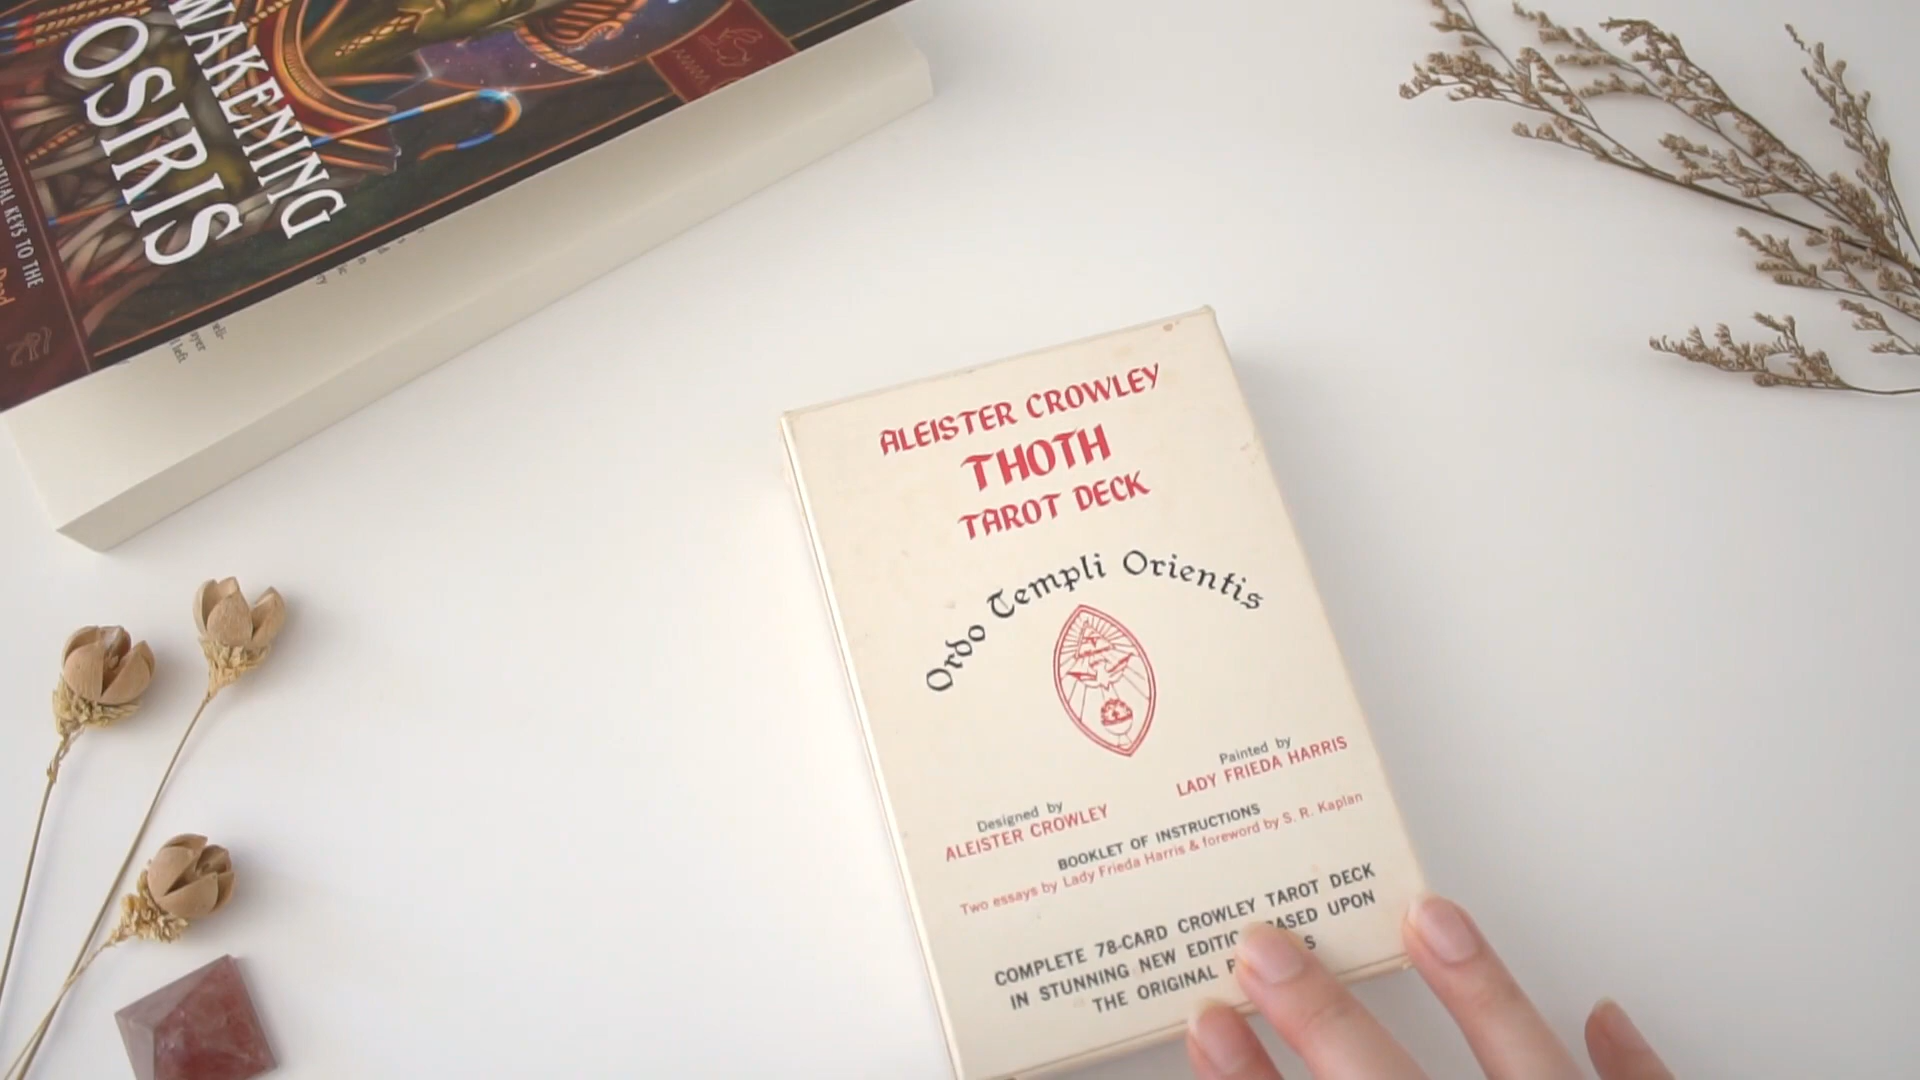 WAKENING
OSIRIS
ITUAL KEYS TO THE
ALEISTER CROWLEY
THOTH
TAROT DECK
Ordo Templi Orientis
Painted by
LADY FRIEDA HARRIS
Designed by
ALEISTER CROWLEY
BOOKLET OF INSTRUCTIONS
Two essays by Lady Frieda Harris & foreword by S. R. Kaplan
COMPLETE 78-CARD CROWLEY TAROT DECK
IN STUNNING NEW EDITIO BASED UPON
THE ORIGINAL P S